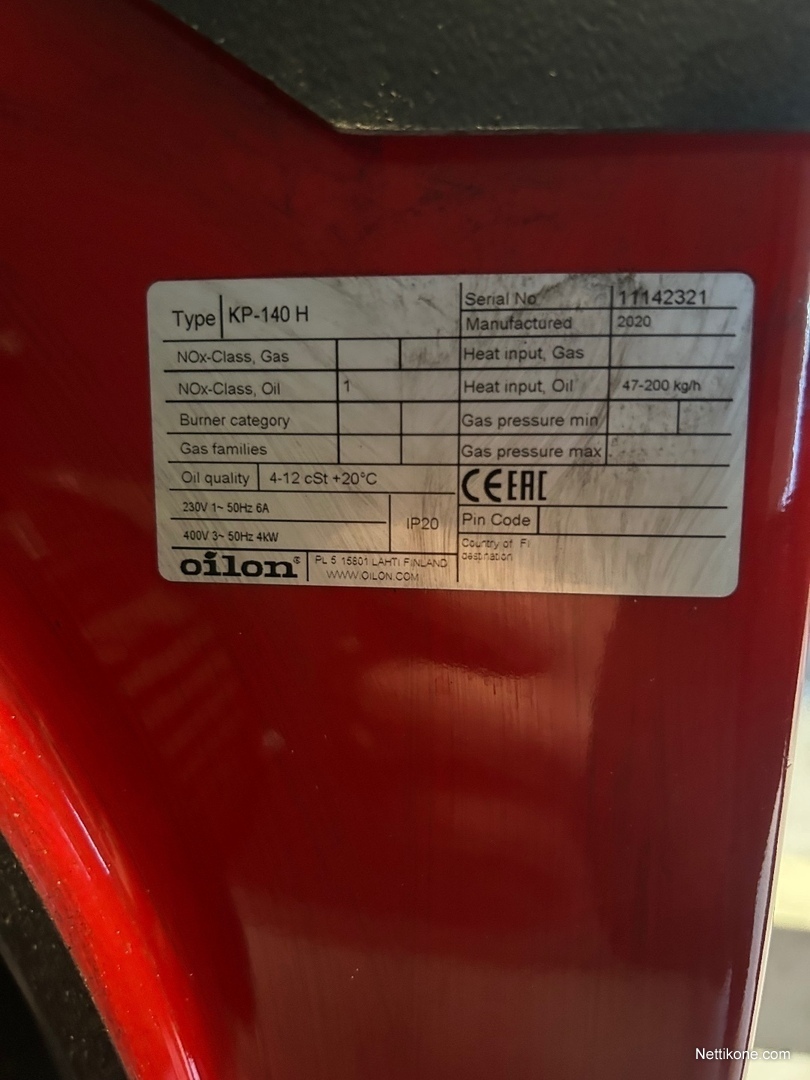 Type KP-140 H
Serial No 11142321
Manufactured 2020
NOx-Class, Gas
Heat input, Gas
NOx-Class, Oil 1
Heat input, Oil 47-200 kg/h
Burner category
Gas pressure min
Gas families
Gas pressure max
Oil quality 4-12 cSt +20°C
CE EAC
230V 1~ 50Hz 6A
400V 3~ 50Hz 4kW
IP20
Pin Code
Country of destination FI
oilon®
PL 5 15801 LAHTI FINLAND
WWW.OILON.COM
Nettikone.com